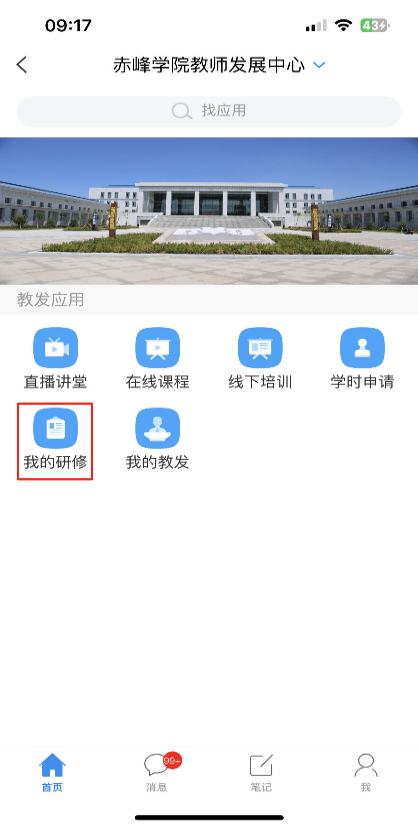 09:17
43
赤峰学院教师发展中心
找应用
教发应用
直播讲堂 在线课程 线下培训 学时申请
我的研修 我的教发
99+
首页 消息 笔记 我